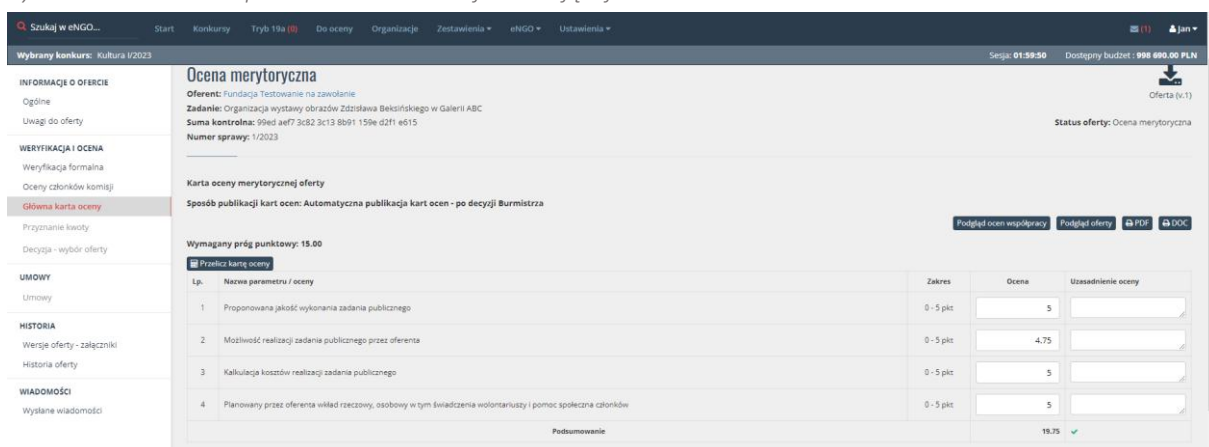 Szukaj w eNGO... Start Konkursy Tryb 19a (0) Do oceny Organizacje Zestawienia eNGO Ustawienia (1) Jan
Wybrany konkurs: Kultura I/2023 Sesja: 01:59:50 Dostępny budżet : 998 690.00 PLN
INFORMACJE O OFERCIE
Ogólne
Uwagi do oferty
WERYFIKACJA I OCENA
Weryfikacja formalna
Oceny członków komisji
Główna karta oceny
Przyznanie kwoty
Decyzja - wybór oferty
UMOWY
Umowy
HISTORIA
Wersje oferty - załączniki
Historia oferty
WIADOMOŚCI
Wysłane wiadomości
Ocena merytoryczna
Oferent: Fundacja Testowanie na zawołanie
Oferta (v.1)
Zadanie: Organizacja wystawy obrazów Zdzisława Beksińskiego w Galerii ABC
Suma kontrolna: 99ed aef7 3c82 3c13 8b91 159e d2f1 e615
Status oferty: Ocena merytoryczna
Numer sprawy: 1/2023
Karta oceny merytorycznej oferty
Sposób publikacji kart ocen: Automatyczna publikacja kart ocen - po decyzji Burmistrza
Podgląd ocen współpracy Podgląd oferty PDF DOC
Wymagany próg punktowy: 15.00
Przelicz kartę oceny
Lp. Nazwa parametru / oceny Zakres Ocena Uzasadnienie oceny
1 Proponowana jakość wykonania zadania publicznego 0 - 5 pkt 5
2 Możliwość realizacji zadania publicznego przez oferenta 0 - 5 pkt 4.75
3 Kalkulacja kosztów realizacji zadania publicznego 0 - 5 pkt 5
4 Planowany przez oferenta wkład rzeczowy, osobowy w tym świadczenia wolontariuszy i pomoc społeczna członków 0 - 5 pkt 5
Podsumowanie 19.75